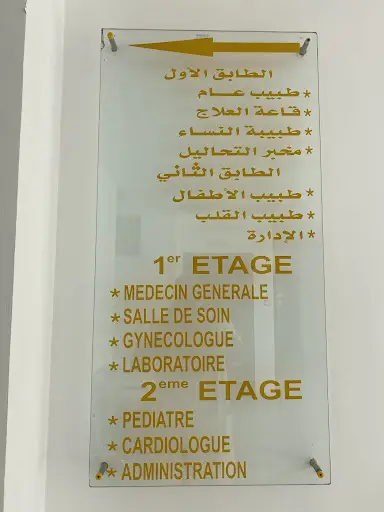 الطابق الأول
* طبيب عام
* قاعة العلاج
* طبيبة النساء
* مخبر التحاليل
الطابق الثاني
* طبيب الأطفال
* طبيب القلب
* الإدارة
1er ETAGE
* MEDECIN GENERALE
* SALLE DE SOIN
* GYNECOLOGUE
* LABORATOIRE
2eme ETAGE
* PEDIATRE
* CARDIOLOGUE
* ADMINISTRATION